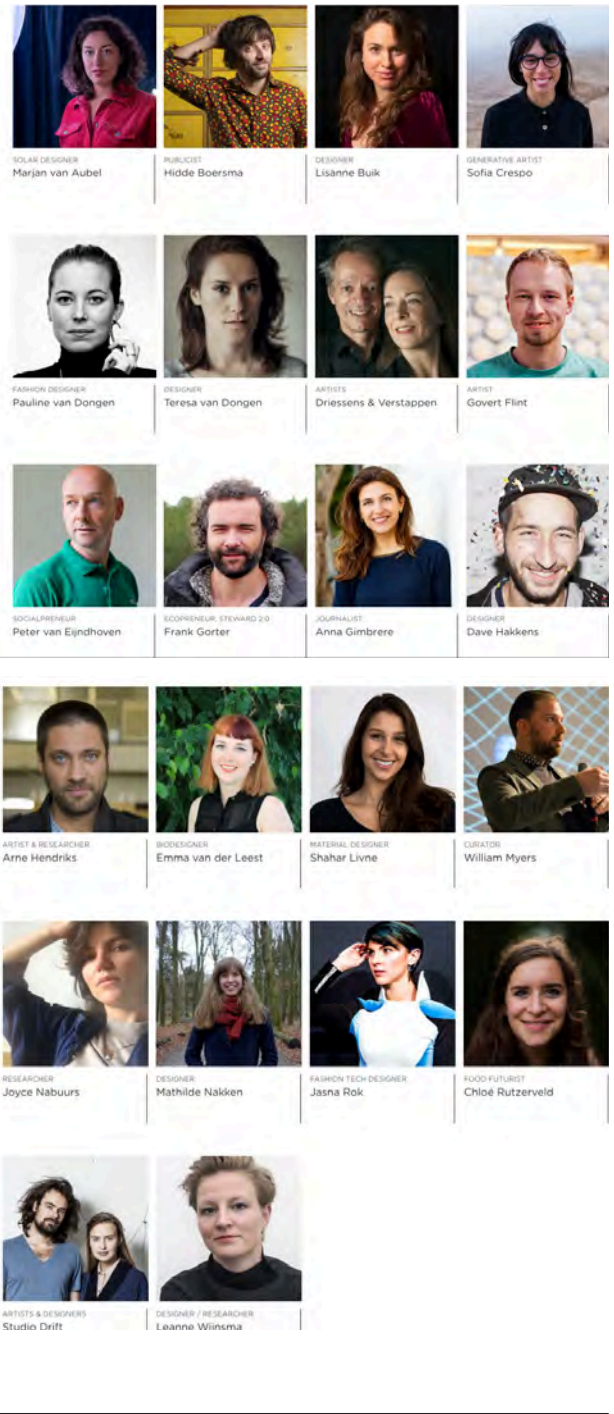 SOLAR DESIGNER
Marjan van Aubel
PUBLICIST
Hidde Boersma
DESIGNER
Lisanne Buik
GENERATIVE ARTIST
Sofia Crespo
FASHION DESIGNER
Pauline van Dongen
DESIGNER
Teresa van Dongen
ARTISTS
Driessens & Verstappen
ARTIST
Govert Flint
SOCIALPRENEUR
Peter van Eijndhoven
ECOPRENEUR, STEWARD 2.0
Frank Gorter
JOURNALIST
Anna Gimbrere
DESIGNER
Dave Hakkens
ARTIST & RESEARCHER
Arne Hendriks
BIODESIGNER
Emma van der Leest
MATERIAL DESIGNER
Shahar Livne
CURATOR
William Myers
RESEARCHER
Joyce Nabuurs
DESIGNER
Mathilde Nakken
FASHION TECH DESIGNER
Jasna Rok
FOOD FUTURIST
Chloé Rutzerveld
ARTISTS & DESIGNERS
Studio Drift
DESIGNER / RESEARCHER
Leanne Wijnsma